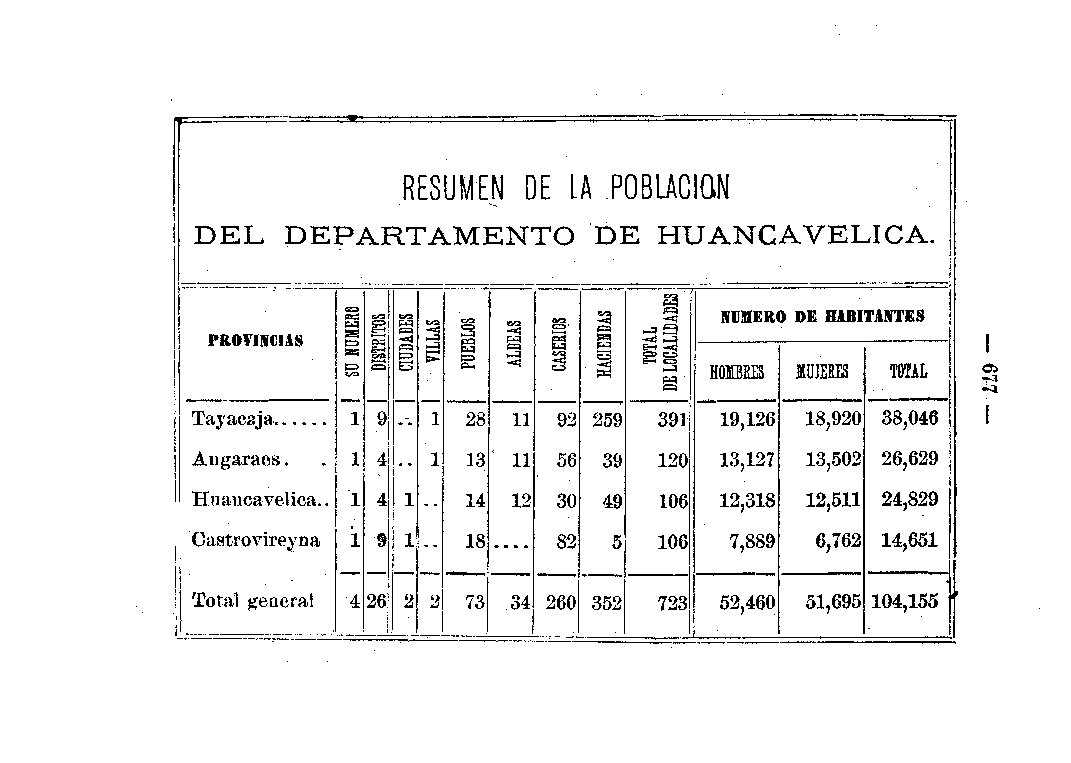 RESUMEN DE LA POBLACION
DEL DEPARTAMENTO DE HUANCAVELICA.
PROVINCIAS SU NUMERO DISTRITOS CIUDADES VILLAS PUEBLOS ALDEAS CASERIOS HACIENDAS TOTAL DE LOCALIDADES NUMERO DE HABITANTES
HOMBRES MUJERES TOTAL
Tayacaja...... 1 9 .. 1 28 11 92 259 391 19,126 18,920 38,046
Angaraes. . 1 4 .. 1 13 11 56 39 120 13,127 13,502 26,629
Huancavelica.. 1 4 1 .. 14 12 30 49 106 12,318 12,511 24,829
Castrovireyna 1 9 1 .. 18 .... 82 5 106 7,889 6,762 14,651
Total general 4 26 2 2 73 34 260 352 723 52,460 51,695 104,155
— 677 —